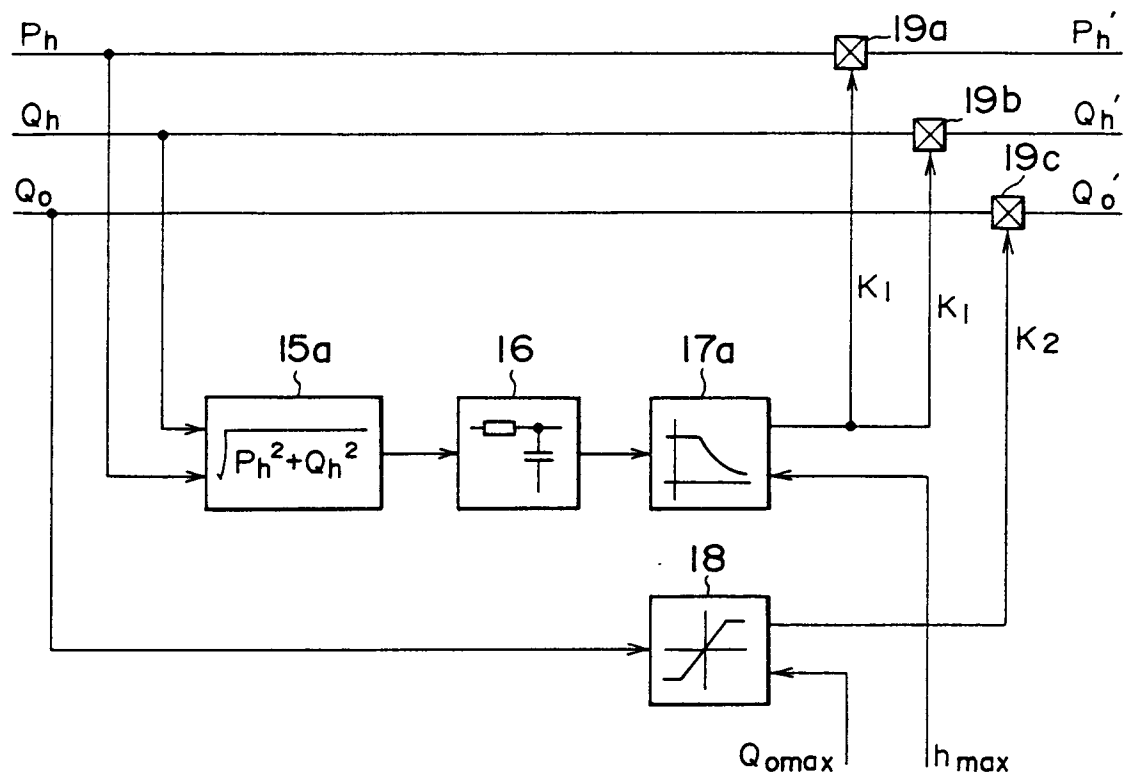 Ph 19a Ph'
Qh 19b Qh'
Qo 19c Qo'
K1 K1 K2
15a 16 17a
√Ph²+Qh²
18
Qomax hmax